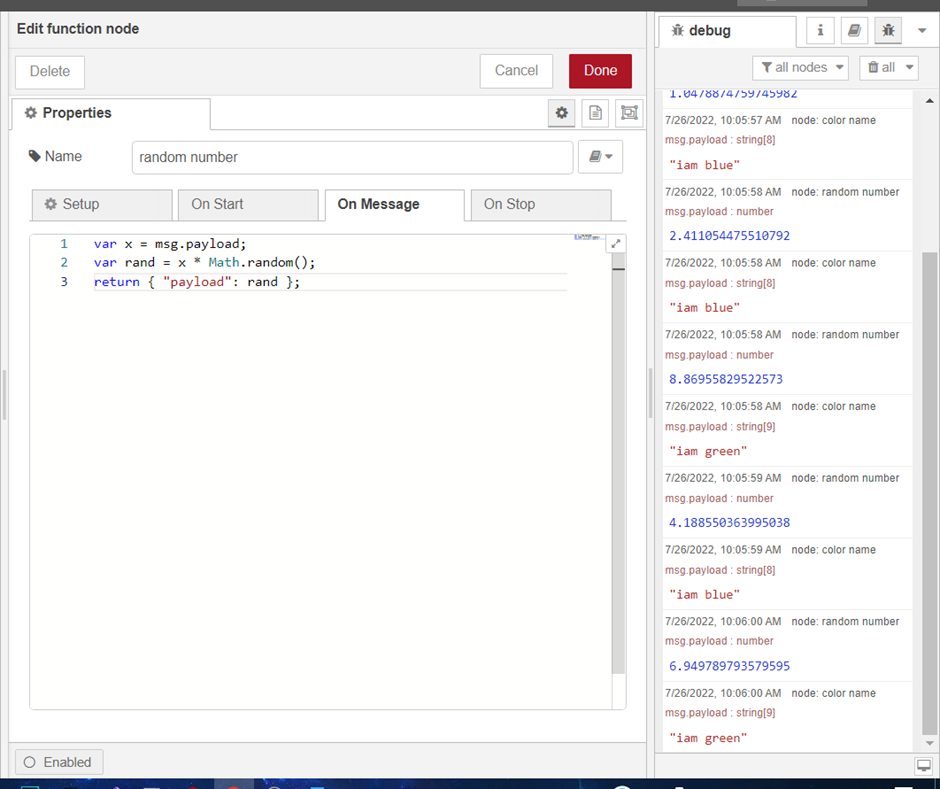 Edit function node
Delete
Cancel
Done
Properties
Name
random number
Setup
On Start
On Message
On Stop
1 var x = msg.payload;
2 var rand = x * Math.random();
3 return { "payload": rand };
Enabled
debug
i
all nodes
all
1.0478874759745982
7/26/2022, 10:05:57 AM node: color name
msg.payload : string[8]
"iam blue"
7/26/2022, 10:05:58 AM node: random number
msg.payload : number
2.411054475510792
7/26/2022, 10:05:58 AM node: color name
msg.payload : string[8]
"iam blue"
7/26/2022, 10:05:58 AM node: random number
msg.payload : number
8.86955829522573
7/26/2022, 10:05:58 AM node: color name
msg.payload : string[9]
"iam green"
7/26/2022, 10:05:59 AM node: random number
msg.payload : number
4.188550363995038
7/26/2022, 10:05:59 AM node: color name
msg.payload : string[8]
"iam blue"
7/26/2022, 10:06:00 AM node: random number
msg.payload : number
6.949789793579595
7/26/2022, 10:06:00 AM node: color name
msg.payload : string[9]
"iam green"